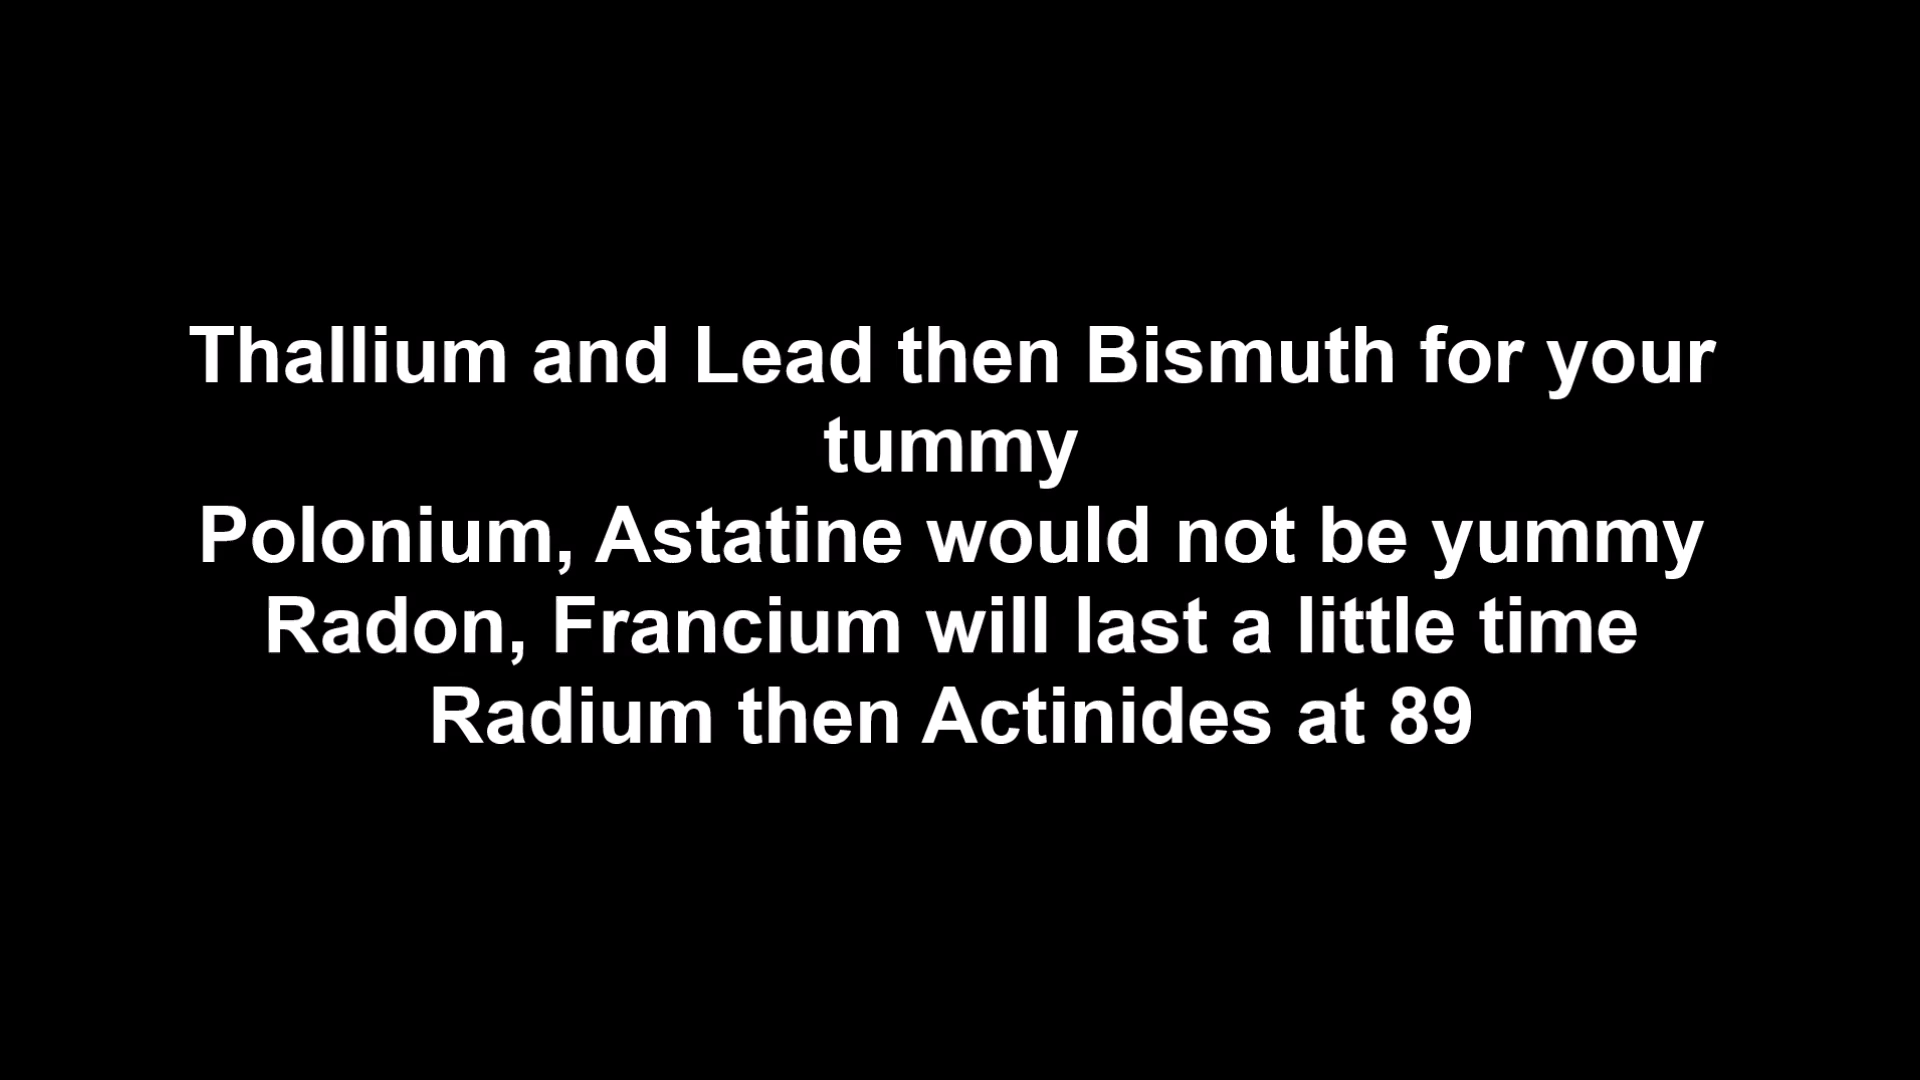 Thallium and Lead then Bismuth for your
tummy
Polonium, Astatine would not be yummy
Radon, Francium will last a little time
Radium then Actinides at 89